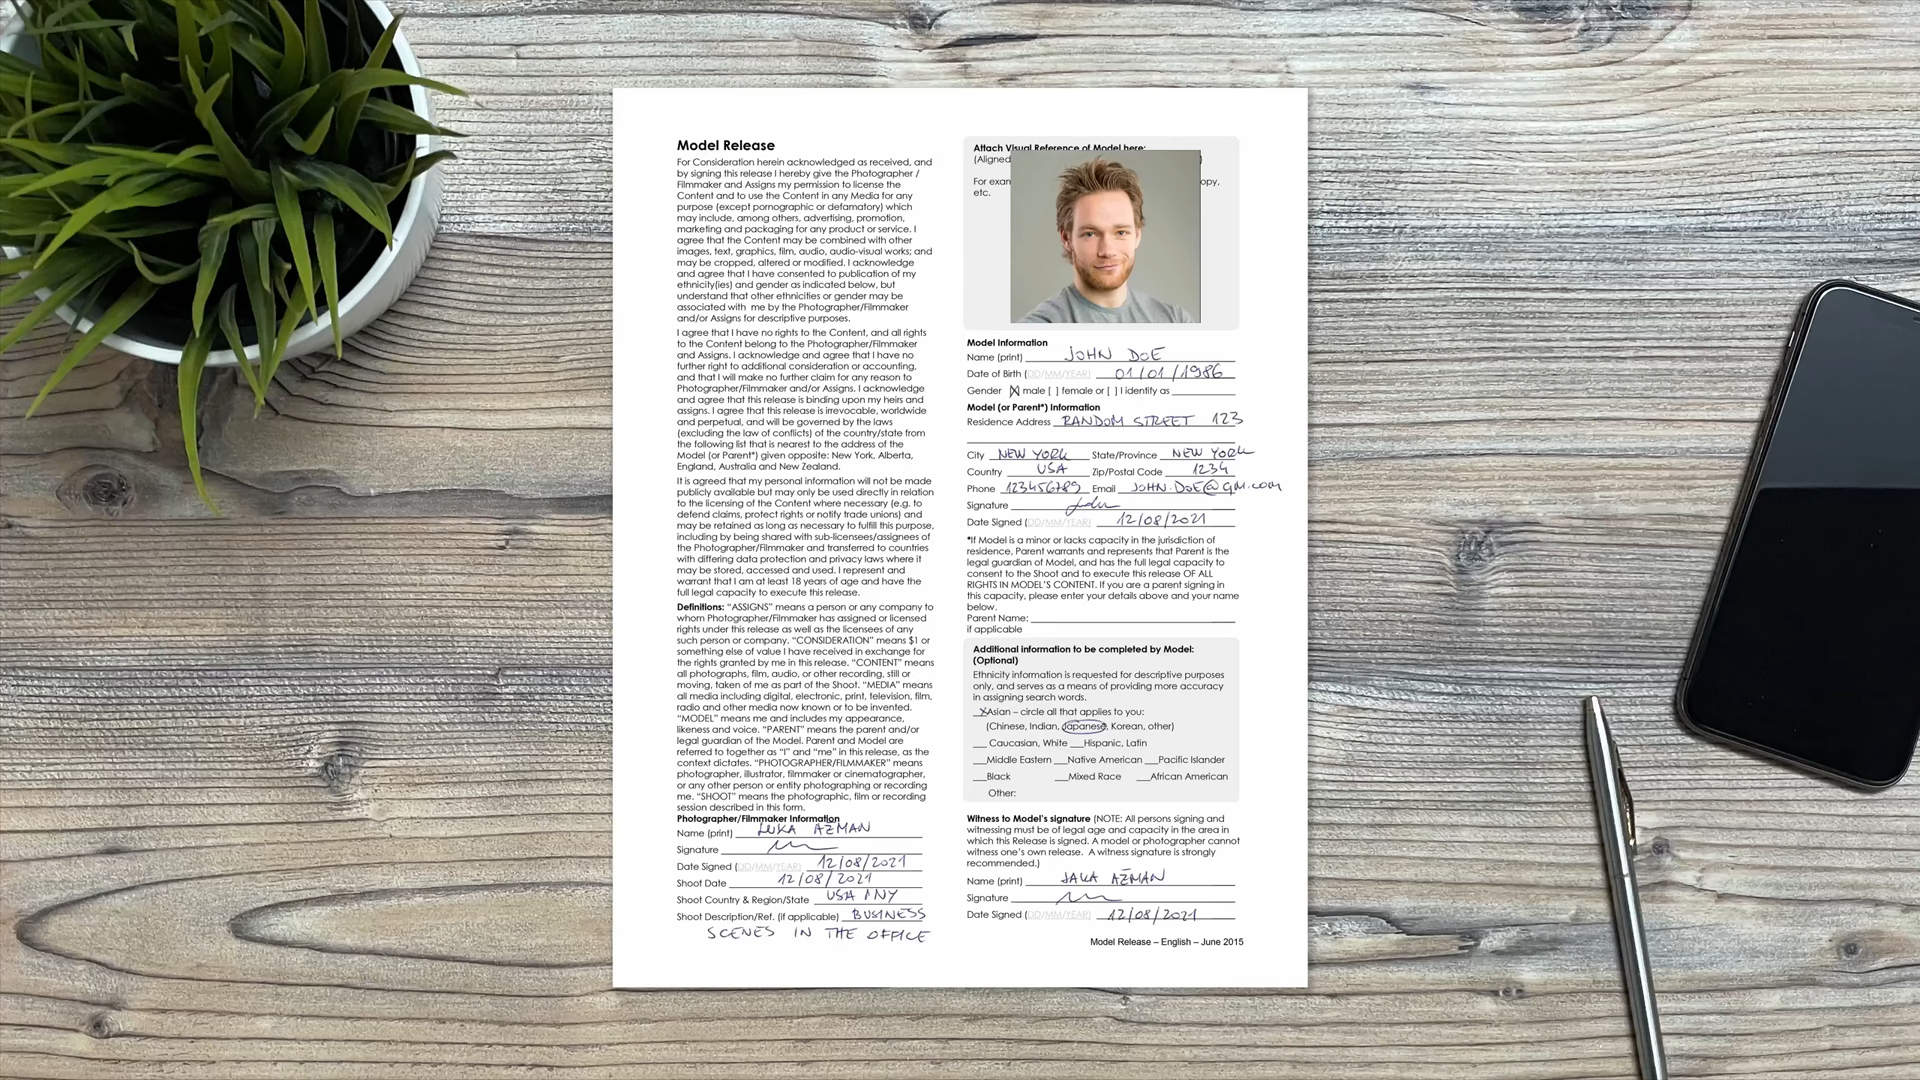 Model Release
For Consideration herein acknowledged as received, and
by signing this release I hereby give the Photographer /
Filmmaker and Assigns my permission to license the
Content and to use the Content in any Media for any
purpose (except pornographic or defamatory) which
may include, among others, advertising, promotion,
marketing and packaging for any product or service. I
agree that the Content may be combined with other
images, text, graphics, film, audio, audio-visual works; and
may be cropped, altered or modified. I acknowledge
and agree that I have consented to publication of my
ethnicity(ies) and gender as indicated below, but
understand that other ethnicities or gender may be
associated with me by the Photographer/Filmmaker
and/or Assigns for descriptive purposes.
I agree that I have no rights to the Content, and all rights
to the Content belong to the Photographer/Filmmaker
and Assigns. I acknowledge and agree that I have no
further right to additional consideration or accounting,
and that I will make no further claim for any reason to
Photographer/Filmmaker and/or Assigns. I acknowledge
and agree that this release is binding upon my heirs and
assigns. I agree that this release is irrevocable, worldwide
and perpetual, and will be governed by the laws
(excluding the law of conflicts) of the country/state from
the following list that is nearest to the address of the
Model (or Parent*) given opposite: New York, Alberta,
England, Australia and New Zealand.
It is agreed that my personal information will not be made
publicly available but may only be used directly in relation
to the licensing of the Content where necessary (e.g. to
defend claims, protect rights or notify trade unions) and
may be retained as long as necessary to fulfill this purpose,
including by being shared with sub-licensees/assignees of
the Photographer/Filmmaker and transferred to countries
with differing data protection and privacy laws where it
may be stored, accessed and used. I represent and
warrant that I am at least 18 years of age and have the
full legal capacity to execute this release.
Definitions: “ASSIGNS” means a person or any company to
whom Photographer/Filmmaker has assigned or licensed
rights under this release as well as the licensees of any
such person or company. “CONSIDERATION” means $1 or
something else of value I have received in exchange for
the rights granted by me in this release. “CONTENT” means
all photographs, film, audio, or other recording, still or
moving, taken of me as part of the Shoot. “MEDIA” means
all media including digital, electronic, print, television, film,
radio and other media now known or to be invented.
“MODEL” means me and includes my appearance,
likeness and voice. “PARENT” means the parent and/or
legal guardian of the Model. Parent and Model are
referred to together as “I” and “me” in this release, as the
context dictates. “PHOTOGRAPHER/FILMMAKER” means
photographer, illustrator, filmmaker or cinematographer,
or any other person or entity photographing or recording
me. “SHOOT” means the photographic, film or recording
session described in this form.
Photographer/Filmmaker Information
Name (print) LUKA AZMAN
Signature
Date Signed (DD/MM/YEAR) 12/08/2021
Shoot Date 12/08/2021
Shoot Country & Region/State USA / NY
Shoot Description/Ref. (if applicable) BUSINESS
SCENES IN THE OFFICE
Attach Visual Reference of Model here:
(Aligned )
For exam opy,
etc.
Model Information
Name (print) JOHN DOE
Date of Birth (DD/MM/YEAR) 01/01/1986
Gender [X] male [ ] female or [ ] I identify as
Model (or Parent*) Information
Residence Address RANDOM STREET 123
City NEW YORK State/Province NEW YORK
Country USA Zip/Postal Code 1234
Phone 123456789 Email JOHN.DOE@GM.com
Signature John
Date Signed (DD/MM/YEAR) 12/08/2021
*If Model is a minor or lacks capacity in the jurisdiction of
residence, Parent warrants and represents that Parent is the
legal guardian of Model, and has the full legal capacity to
consent to the Shoot and to execute this release OF ALL
RIGHTS IN MODEL’S CONTENT. If you are a parent signing in
this capacity, please enter your details above and your name
below.
Parent Name:
if applicable
Additional information to be completed by Model:
(Optional)
Ethnicity information is requested for descriptive purposes
only, and serves as a means of providing more accuracy
in assigning search words.
X Asian – circle all that applies to you:
(Chinese, Indian, Japanese, Korean, other)
___ Caucasian, White ___Hispanic, Latin
___Middle Eastern ___Native American ___Pacific Islander
___Black ___Mixed Race ___African American
Other:
Witness to Model’s signature (NOTE: All persons signing and
witnessing must be of legal age and capacity in the area in
which this Release is signed. A model or photographer cannot
witness one’s own release. A witness signature is strongly
recommended.)
Name (print) JAKA AŽMAN
Signature
Date Signed (DD/MM/YEAR) 12/08/2021
Model Release – English – June 2015